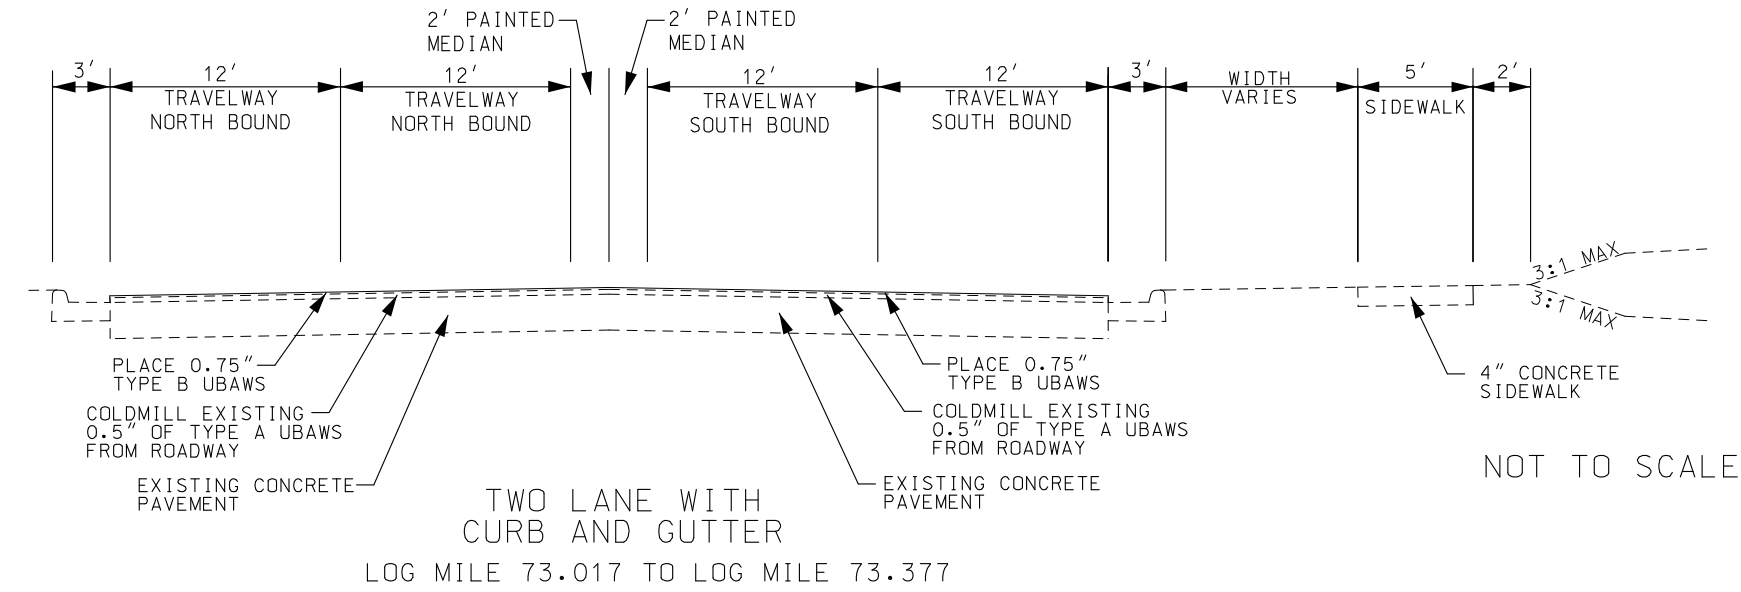 2' PAINTED
MEDIAN
2' PAINTED
MEDIAN
3'
12'
TRAVELWAY
NORTH BOUND
12'
TRAVELWAY
NORTH BOUND
12'
TRAVELWAY
SOUTH BOUND
12'
TRAVELWAY
SOUTH BOUND
3'
WIDTH
VARIES
5'
SIDEWALK
2'
3:1 MAX
3:1 MAX
PLACE 0.75"
TYPE B UBAWS
COLDMILL EXISTING
0.5" OF TYPE A UBAWS
FROM ROADWAY
EXISTING CONCRETE
PAVEMENT
PLACE 0.75"
TYPE B UBAWS
COLDMILL EXISTING
0.5" OF TYPE A UBAWS
FROM ROADWAY
EXISTING CONCRETE
PAVEMENT
4" CONCRETE
SIDEWALK
NOT TO SCALE
TWO LANE WITH
CURB AND GUTTER
LOG MILE 73.017 TO LOG MILE 73.377